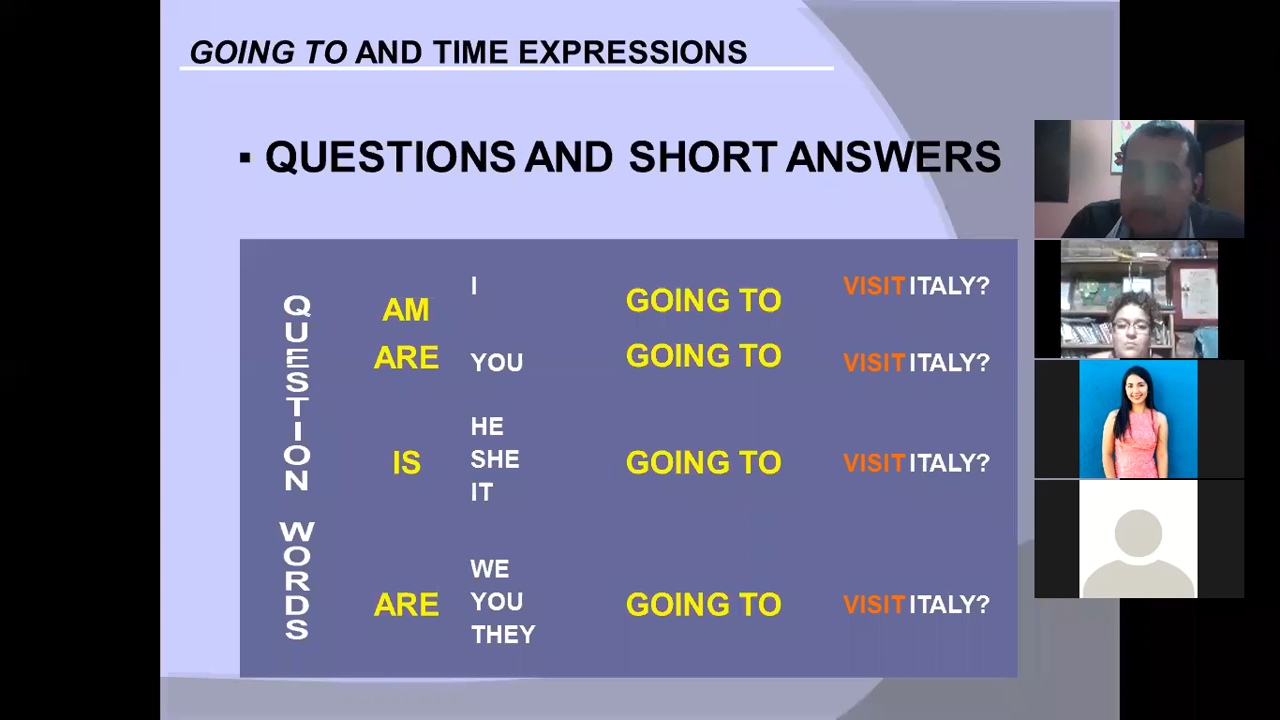 GOING TO AND TIME EXPRESSIONS
▪ QUESTIONS AND SHORT ANSWERS
QUESTION WORDS
AM I GOING TO VISIT ITALY?
ARE YOU GOING TO VISIT ITALY?
HE
IS SHE GOING TO VISIT ITALY?
IT
WE
ARE YOU GOING TO VISIT ITALY?
THEY